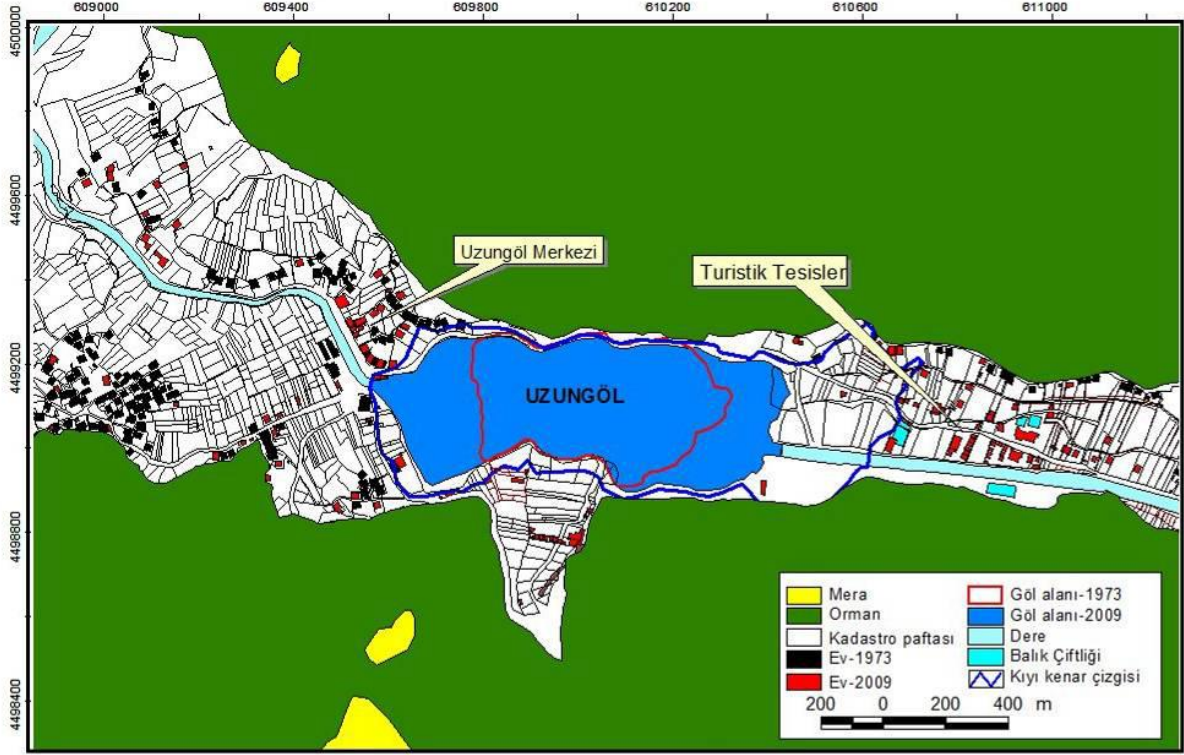 609000 609400 609800 610200 610600 611000
4500000
4499600
4499200
4498800
4498400
Uzungöl Merkezi
Turistik Tesisler
UZUNGÖL
Mera
Orman
Kadastro paftası
Ev-1973
Ev-2009
Göl alanı-1973
Göl alanı-2009
Dere
Balık Çiftliği
Kıyı kenar çizgisi
200 0 200 400 m